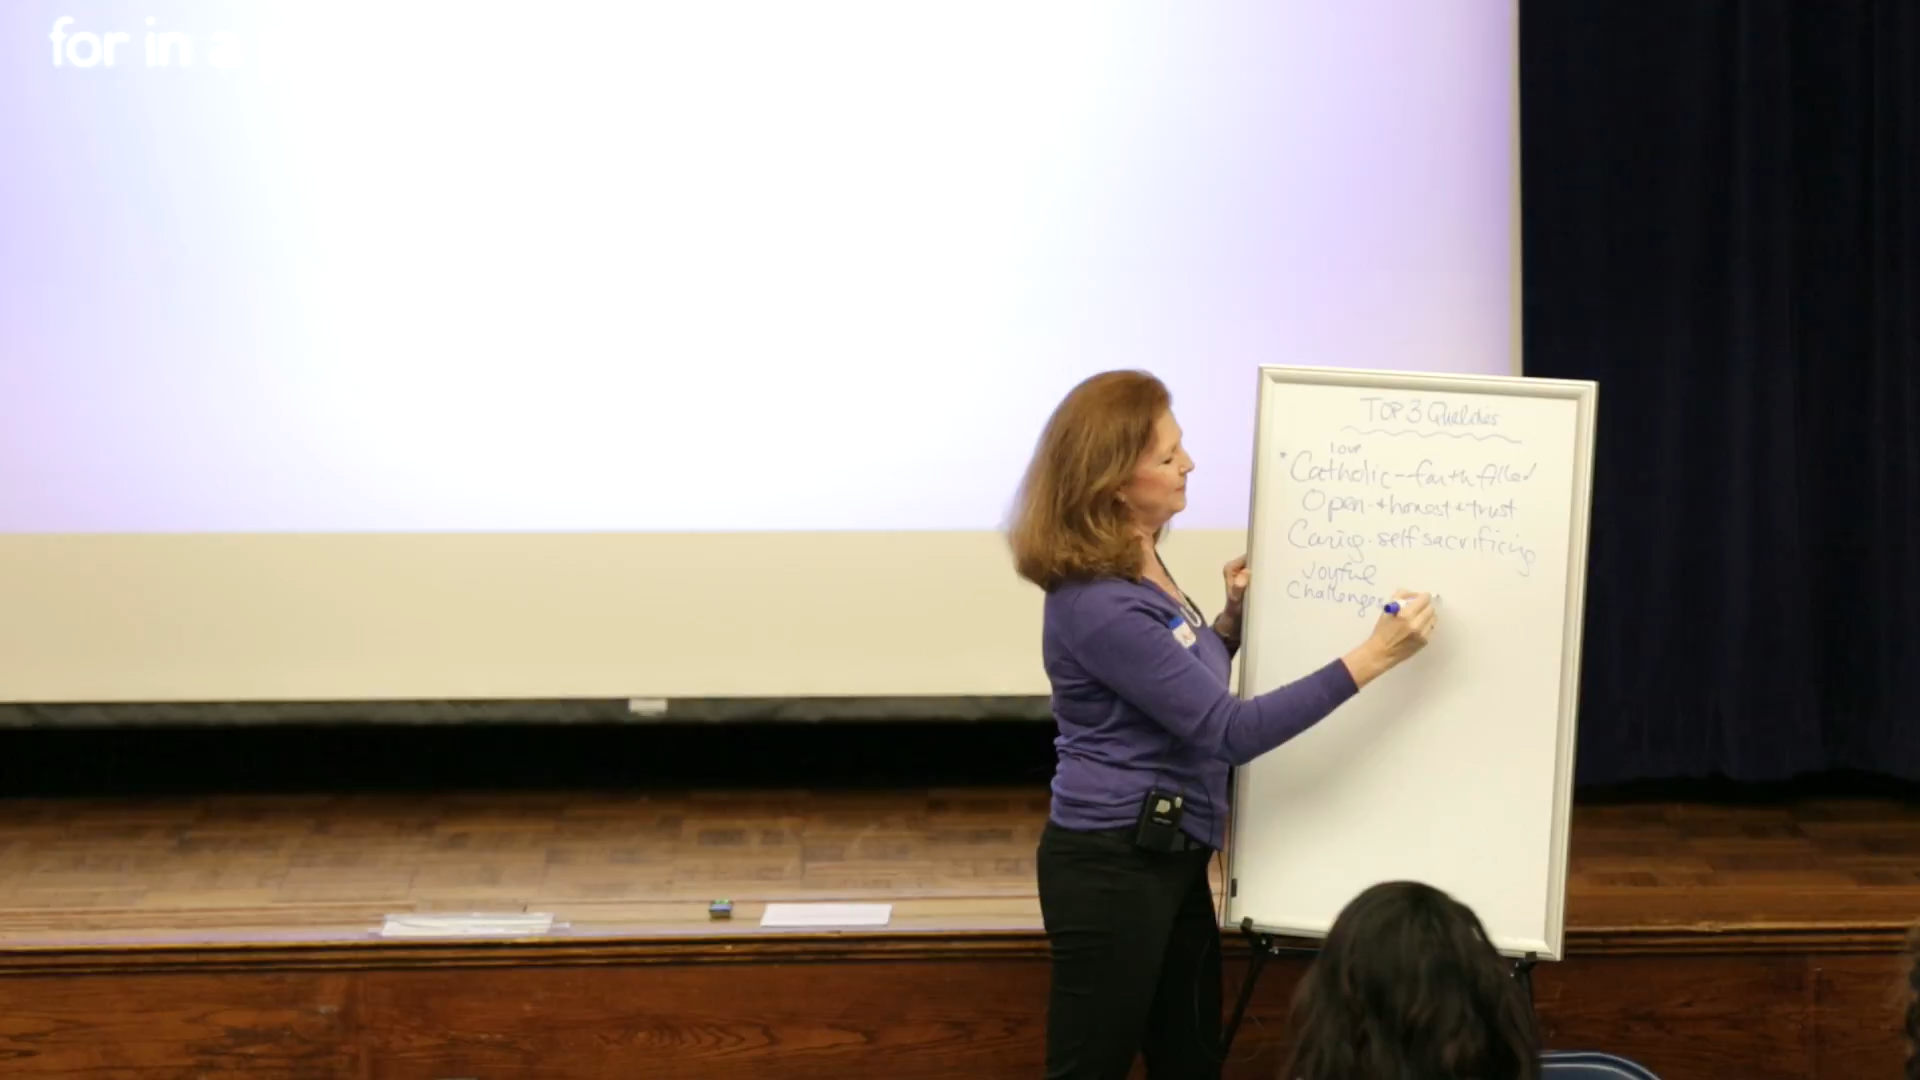 for in a
TOP 3 Qualities
love
• Catholic - faith filled
Open + honest + trust
Caring - self sacrificing
Joyful
Challenges